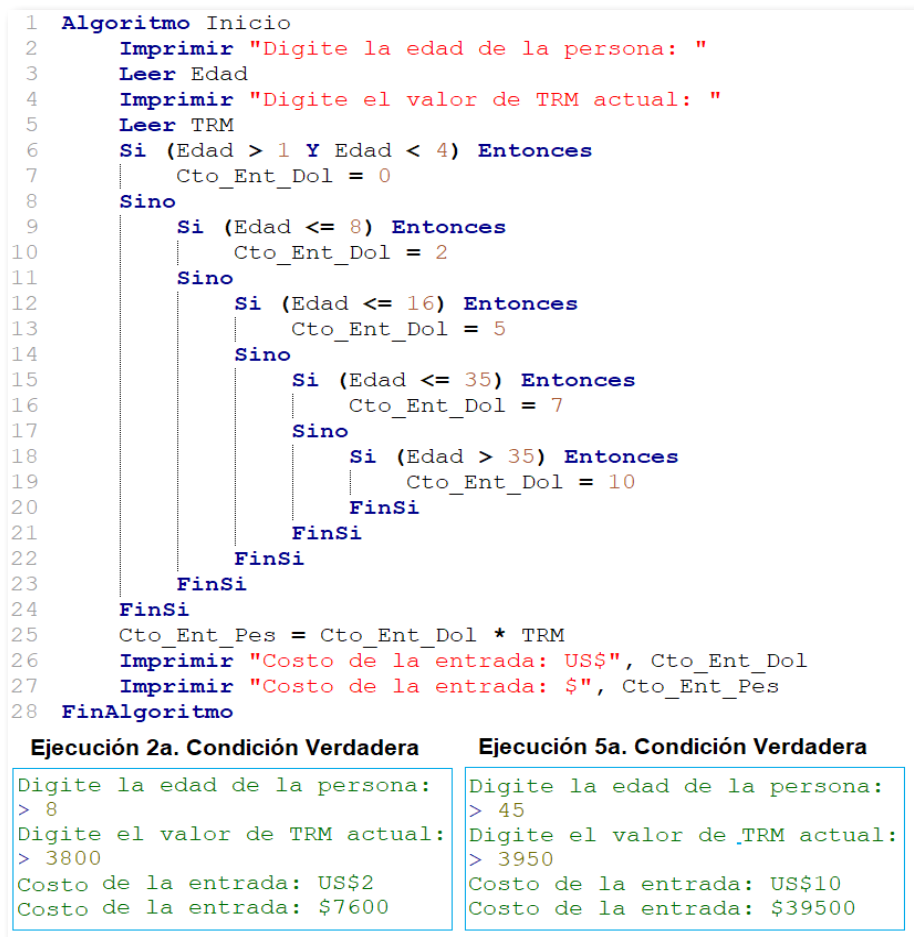 1 Algoritmo Inicio
2 Imprimir "Digite la edad de la persona: "
3 Leer Edad
4 Imprimir "Digite el valor de TRM actual: "
5 Leer TRM
6 Si (Edad > 1 Y Edad < 4) Entonces
7 Cto_Ent_Dol = 0
8 Sino
9 Si (Edad <= 8) Entonces
10 Cto_Ent_Dol = 2
11 Sino
12 Si (Edad <= 16) Entonces
13 Cto_Ent_Dol = 5
14 Sino
15 Si (Edad <= 35) Entonces
16 Cto_Ent_Dol = 7
17 Sino
18 Si (Edad > 35) Entonces
19 Cto_Ent_Dol = 10
20 FinSi
21 FinSi
22 FinSi
23 FinSi
24 FinSi
25 Cto_Ent_Pes = Cto_Ent_Dol * TRM
26 Imprimir "Costo de la entrada: US$", Cto_Ent_Dol
27 Imprimir "Costo de la entrada: $", Cto_Ent_Pes
28 FinAlgoritmo
Ejecución 2a. Condición Verdadera
Digite la edad de la persona:
> 8
Digite el valor de TRM actual:
> 3800
Costo de la entrada: US$2
Costo de la entrada: $7600
Ejecución 5a. Condición Verdadera
Digite la edad de la persona:
> 45
Digite el valor de TRM actual:
> 3950
Costo de la entrada: US$10
Costo de la entrada: $39500